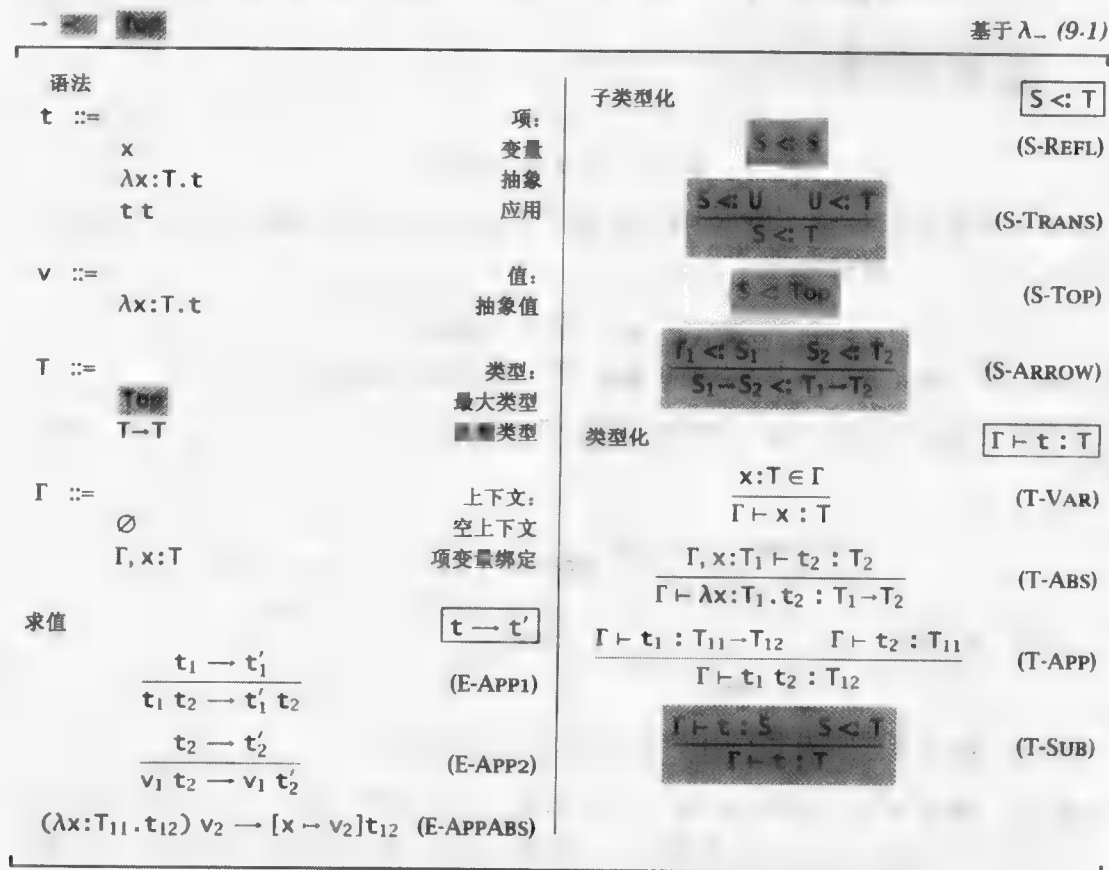 → <: Top
基于 λ→ (9-1)
语法
t ::= 项:
x 变量
λx:T.t 抽象
t t 应用
v ::= 值:
λx:T.t 抽象值
T ::= 类型:
Top 最大类型
T→T 类型
Γ ::= 上下文:
∅ 空上下文
Γ, x:T 项变量绑定
求值 t → t′
t₁ → t′₁
t₁ t₂ → t′₁ t₂ (E-APP1)
t₂ → t′₂
v₁ t₂ → v₁ t′₂ (E-APP2)
(λx:T₁₁.t₁₂) v₂ → [x ↦ v₂]t₁₂ (E-APPABS)
子类型化 S <: T
S <: S (S-REFL)
S <: U U <: T
S <: T (S-TRANS)
S <: Top (S-TOP)
T₁ <: S₁ S₂ <: T₂
S₁→S₂ <: T₁→T₂ (S-ARROW)
类型化 Γ ⊢ t : T
x:T ∈ Γ
Γ ⊢ x : T (T-VAR)
Γ, x:T₁ ⊢ t₂ : T₂
Γ ⊢ λx:T₁.t₂ : T₁→T₂ (T-ABS)
Γ ⊢ t₁ : T₁₁→T₁₂ Γ ⊢ t₂ : T₁₁
Γ ⊢ t₁ t₂ : T₁₂ (T-APP)
Γ ⊢ t : S S <: T
Γ ⊢ t : T (T-SUB)